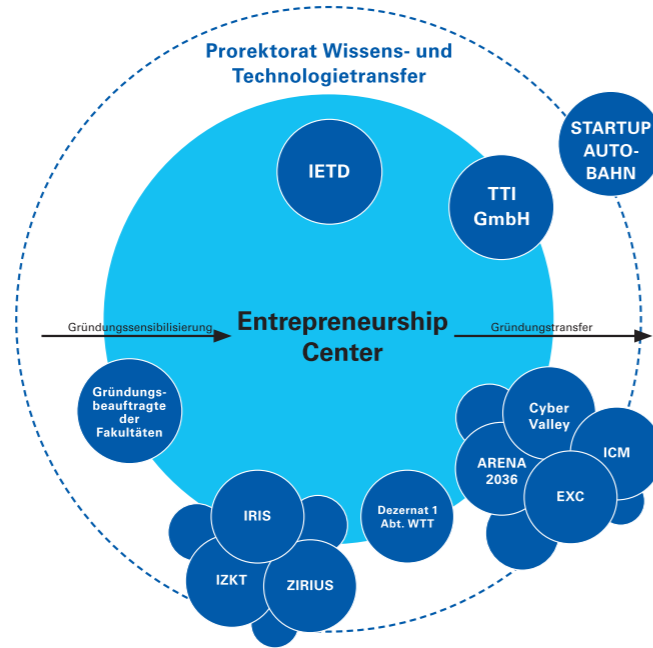 Prorektorat Wissens- und
Technologietransfer
STARTUP
AUTO-
BAHN
IETD
TTI
GmbH
Gründungssensibilisierung
Entrepreneurship
Center
Gründungstransfer
Gründungs-
beauftragte
der
Fakultäten
Cyber
Valley
ICM
ARENA
2036
EXC
Dezernat 1
Abt. WTT
IRIS
IZKT
ZIRIUS